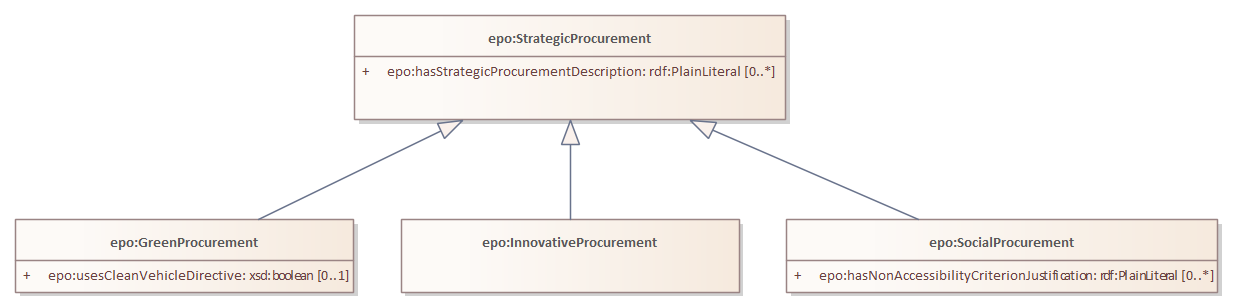 epo:StrategicProcurement
+ epo:hasStrategicProcurementDescription: rdf:PlainLiteral [0..*]
epo:GreenProcurement
+ epo:usesCleanVehicleDirective: xsd:boolean [0..1]
epo:InnovativeProcurement
epo:SocialProcurement
+ epo:hasNonAccessibilityCriterionJustification: rdf:PlainLiteral [0..*]